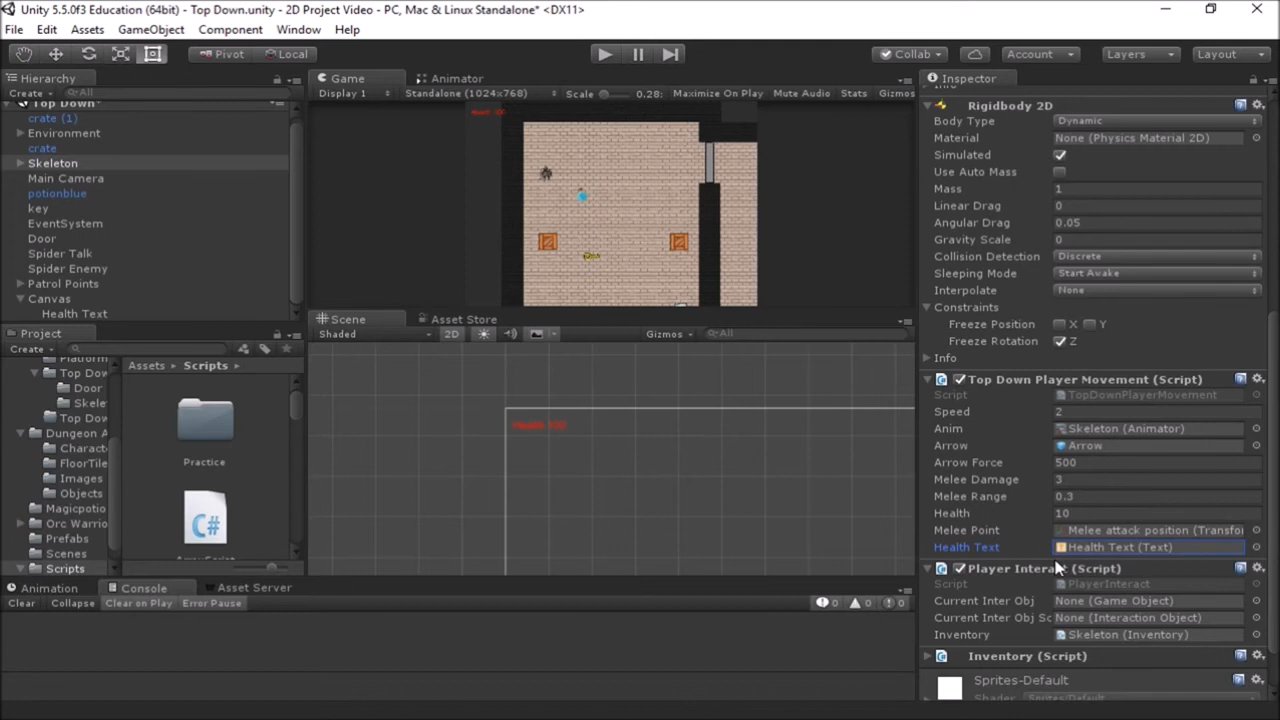 Unity 5.5.0f3 Education (64bit) - Top Down.unity - 2D Project Video - PC, Mac & Linux Standalone* <DX11>
File Edit Assets GameObject Component Window Help
Pivot Local Collab Account Layers Layout
Hierarchy
Create All
Top Down*
crate (1)
Environment
crate
Skeleton
Main Camera
potionblue
key
EventSystem
Door
Spider Talk
Spider Enemy
Patrol Points
Canvas
Health Text
Game Animator
Display 1 Standalone (1024x768) Scale 0.28: Maximize On Play Mute Audio Stats Gizmos
Scene Asset Store
Shaded 2D Gizmos All
Project
Create
Top Dow
Door
Skele
Top Dow
Dungeon A
Charact
FloorTile
Images
Objects
Magicpotio
Orc Warrio
Prefabs
Scenes
Scripts
Assets Scripts
Practice
C#
Animation Console Asset Server
Clear Collapse Clear on Play Error Pause 0 0 0
Inspector
Info
Rigidbody 2D
Body Type Dynamic
Material None (Physics Material 2D)
Simulated
Use Auto Mass
Mass 1
Linear Drag 0
Angular Drag 0.05
Gravity Scale 0
Collision Detection Discrete
Sleeping Mode Start Awake
Interpolate None
Constraints
Freeze Position X Y
Freeze Rotation Z
Info
Top Down Player Movement (Script)
Script TopDownPlayerMovement
Speed 2
Anim Skeleton (Animator)
Arrow Arrow
Arrow Force 500
Melee Damage 3
Melee Range 0.3
Health 10
Melee Point Melee attack position (Transfor
Health Text Health Text (Text)
Player Interact (Script)
Script PlayerInteract
Current Inter Obj None (Game Object)
Current Inter Obj Sc None (Interaction Object)
Inventory Skeleton (Inventory)
Inventory (Script)
Sprites-Default
Shader Sprites/Default